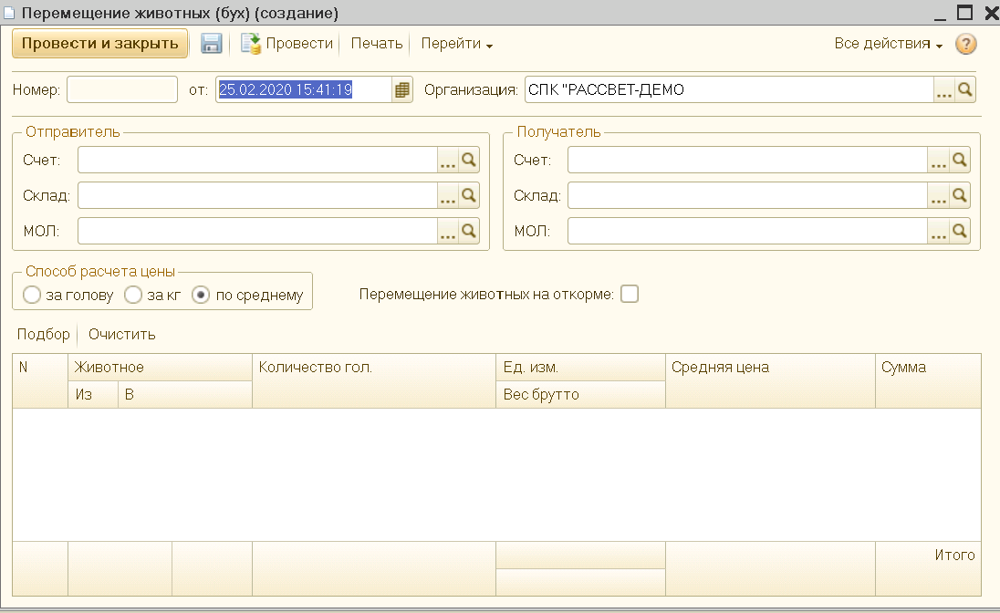 Перемещение животных (бух) (создание)
Провести и закрыть Провести Печать Перейти Все действия ?
Номер: от: 25.02.2020 15:41:19 Организация: СПК "РАССВЕТ-ДЕМО ...
Отправитель Получатель
Счет: ... Счет: ...
Склад: ... Склад: ...
МОЛ: ... МОЛ: ...
Способ расчета цены
за голову за кг по среднему Перемещение животных на откорме:
Подбор Очистить
N Животное Количество гол. Ед. изм. Средняя цена Сумма
Из В Вес брутто
Итого